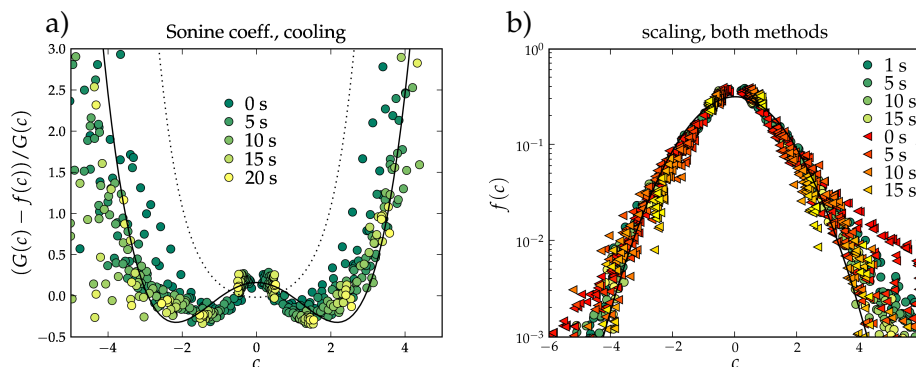 a)
Sonine coeff., cooling
(G(c) − f(c))/G(c)
3.0
2.5
2.0
1.5
1.0
0.5
0.0
−0.5
−4
−2
0
2
4
c
0 s
5 s
10 s
15 s
20 s
b)
scaling, both methods
f(c)
10⁰
10⁻¹
10⁻²
10⁻³
−6
−4
−2
0
2
4
6
c
1 s
5 s
10 s
15 s
0 s
5 s
10 s
15 s